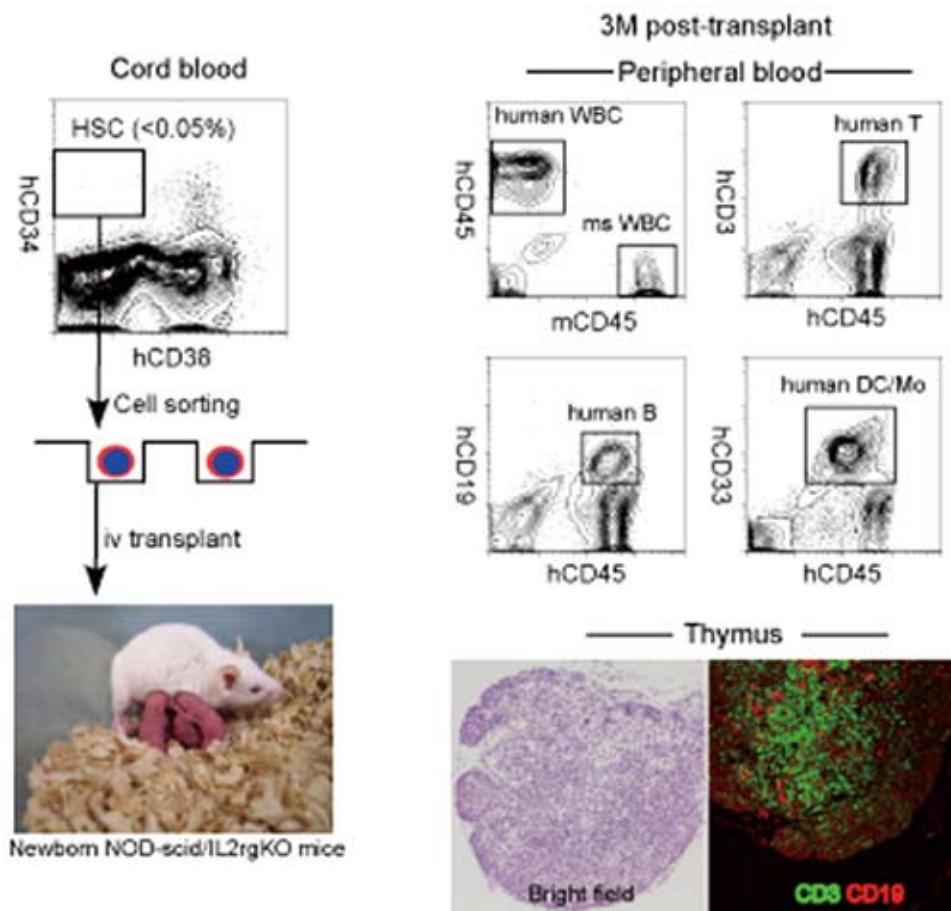 Cord blood
HSC (<0.05%)
hCD34
hCD38
Cell sorting
iv transplant
Newborn NOD-scid/IL2rgKO mice
3M post-transplant
Peripheral blood
human WBC
ms WBC
hCD45
mCD45
human T
hCD3
hCD45
human B
hCD19
hCD45
human DC/Mo
hCD33
hCD45
Thymus
Bright field
CD3 CD19